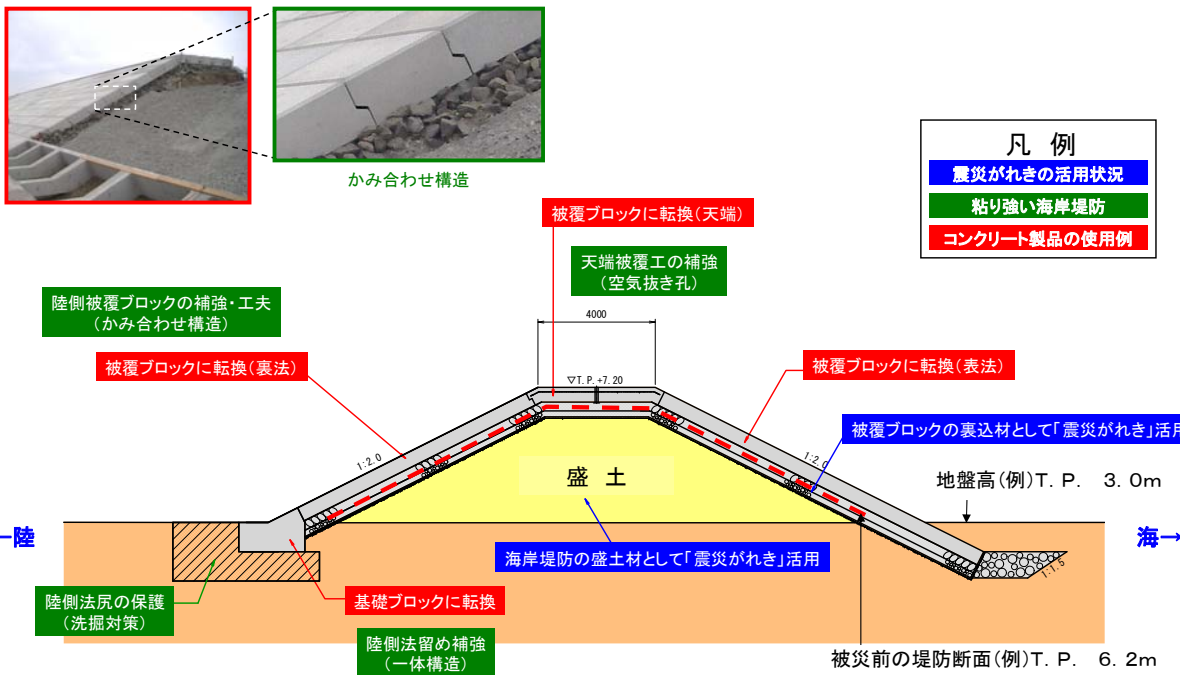 かみ合わせ構造
凡 例
震災がれきの活用状況
粘り強い海岸堤防
コンクリート製品の使用例
被覆ブロックに転換(天端)
天端被覆工の補強
(空気抜き孔)
陸側被覆ブロックの補強・工夫
(かみ合わせ構造)
4000
被覆ブロックに転換(裏法)
被覆ブロックに転換(表法)
▽T.P.+7.20
被覆ブロックの裏込材として「震災がれき」活用
1:2.0
1:2.0
盛 土
地盤高(例)T.P. 3.0m
←陸
海→
海岸堤防の盛土材として「震災がれき」活用
1:1.5
陸側法尻の保護
(洗掘対策)
基礎ブロックに転換
陸側法留め補強
(一体構造)
被災前の堤防断面(例)T.P. 6.2m